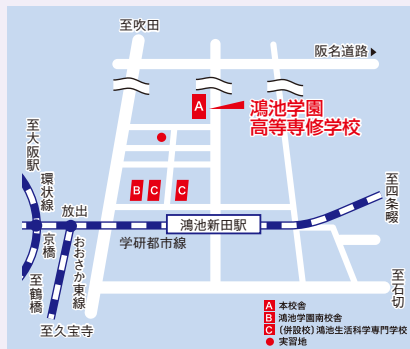 至吹田
阪名道路▶
A
鴻池学園
高等専修学校
至大阪駅
環状線
放出
B
C
C
至四条畷
鴻池新田駅
京橋
学研都市線
おおさか東線
至鶴橋
至久宝寺
至石切
A 本校舎
B 鴻池学園南校舎
C (併設校)鴻池生活科学専門学校
● 実習地